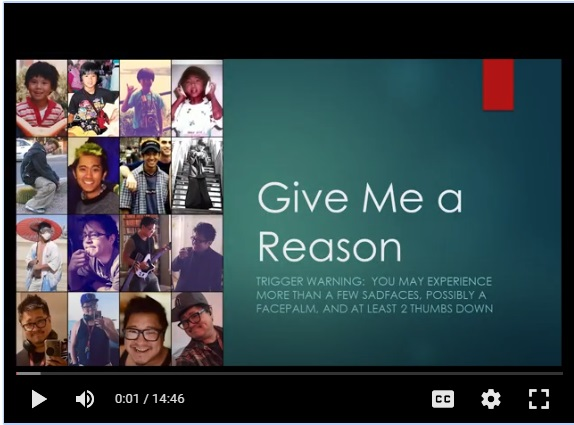 Give Me a
Reason
TRIGGER WARNING: YOU MAY EXPERIENCE
MORE THAN A FEW SADFACES, POSSIBLY A
FACEPALM, AND AT LEAST 2 THUMBS DOWN
0:01 / 14:46
CC